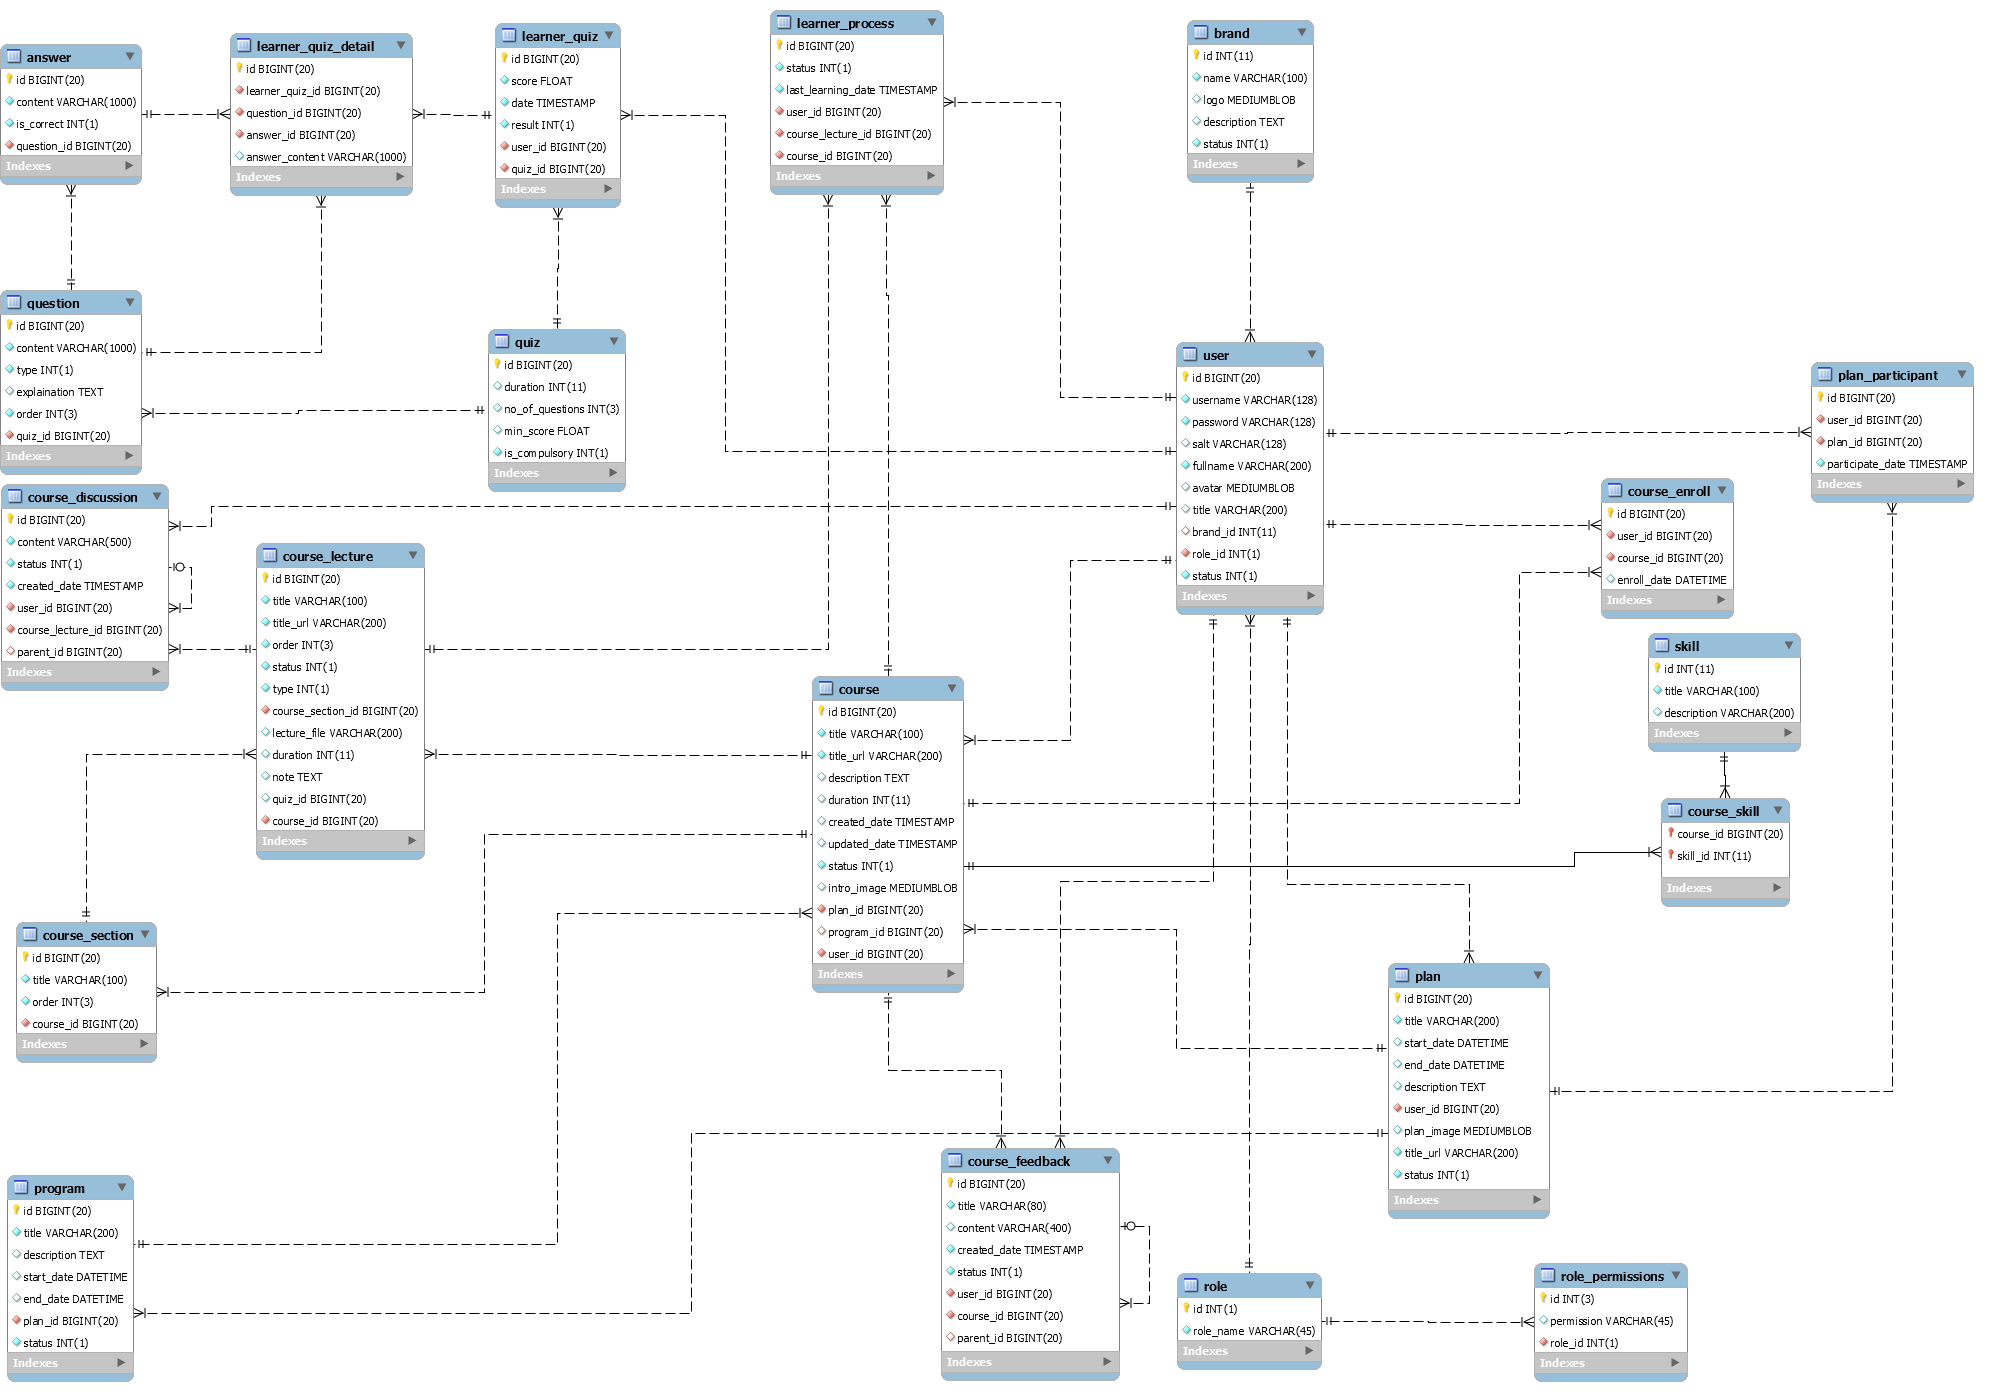 answer
id BIGINT(20)
content VARCHAR(1000)
is_correct INT(1)
question_id BIGINT(20)
Indexes
learner_quiz_detail
id BIGINT(20)
learner_quiz_id BIGINT(20)
question_id BIGINT(20)
answer_id BIGINT(20)
answer_content VARCHAR(1000)
Indexes
learner_quiz
id BIGINT(20)
score FLOAT
date TIMESTAMP
result INT(1)
user_id BIGINT(20)
quiz_id BIGINT(20)
Indexes
learner_process
id BIGINT(20)
status INT(1)
last_learning_date TIMESTAMP
user_id BIGINT(20)
course_lecture_id BIGINT(20)
course_id BIGINT(20)
Indexes
brand
id INT(11)
name VARCHAR(100)
logo MEDIUMBLOB
description TEXT
status INT(1)
Indexes
question
id BIGINT(20)
content VARCHAR(1000)
type INT(1)
explaination TEXT
order INT(3)
quiz_id BIGINT(20)
Indexes
quiz
id BIGINT(20)
duration INT(11)
no_of_questions INT(3)
min_score FLOAT
is_compulsory INT(1)
Indexes
user
id BIGINT(20)
username VARCHAR(128)
password VARCHAR(128)
salt VARCHAR(128)
fullname VARCHAR(200)
avatar MEDIUMBLOB
title VARCHAR(200)
brand_id INT(11)
role_id INT(1)
status INT(1)
Indexes
plan_participant
id BIGINT(20)
user_id BIGINT(20)
plan_id BIGINT(20)
participate_date TIMESTAMP
Indexes
course_discussion
id BIGINT(20)
content VARCHAR(500)
status INT(1)
created_date TIMESTAMP
user_id BIGINT(20)
course_lecture_id BIGINT(20)
parent_id BIGINT(20)
Indexes
course_lecture
id BIGINT(20)
title VARCHAR(100)
title_url VARCHAR(200)
order INT(3)
status INT(1)
type INT(1)
course_section_id BIGINT(20)
lecture_file VARCHAR(200)
duration INT(11)
note TEXT
quiz_id BIGINT(20)
course_id BIGINT(20)
Indexes
course_enroll
id BIGINT(20)
user_id BIGINT(20)
course_id BIGINT(20)
enroll_date DATETIME
Indexes
skill
id INT(11)
title VARCHAR(100)
description VARCHAR(200)
Indexes
course
id BIGINT(20)
title VARCHAR(100)
title_url VARCHAR(200)
description TEXT
duration INT(11)
created_date TIMESTAMP
updated_date TIMESTAMP
status INT(1)
intro_image MEDIUMBLOB
plan_id BIGINT(20)
program_id BIGINT(20)
user_id BIGINT(20)
Indexes
course_skill
course_id BIGINT(20)
skill_id INT(11)
Indexes
course_section
id BIGINT(20)
title VARCHAR(100)
order INT(3)
course_id BIGINT(20)
Indexes
plan
id BIGINT(20)
title VARCHAR(200)
start_date DATETIME
end_date DATETIME
description TEXT
user_id BIGINT(20)
plan_image MEDIUMBLOB
title_url VARCHAR(200)
status INT(1)
Indexes
program
id BIGINT(20)
title VARCHAR(200)
description TEXT
start_date DATETIME
end_date DATETIME
plan_id BIGINT(20)
status INT(1)
Indexes
course_feedback
id BIGINT(20)
title VARCHAR(80)
content VARCHAR(400)
created_date TIMESTAMP
status INT(1)
user_id BIGINT(20)
course_id BIGINT(20)
parent_id BIGINT(20)
Indexes
role
id INT(1)
role_name VARCHAR(45)
Indexes
role_permissions
id INT(3)
permission VARCHAR(45)
role_id INT(1)
Indexes